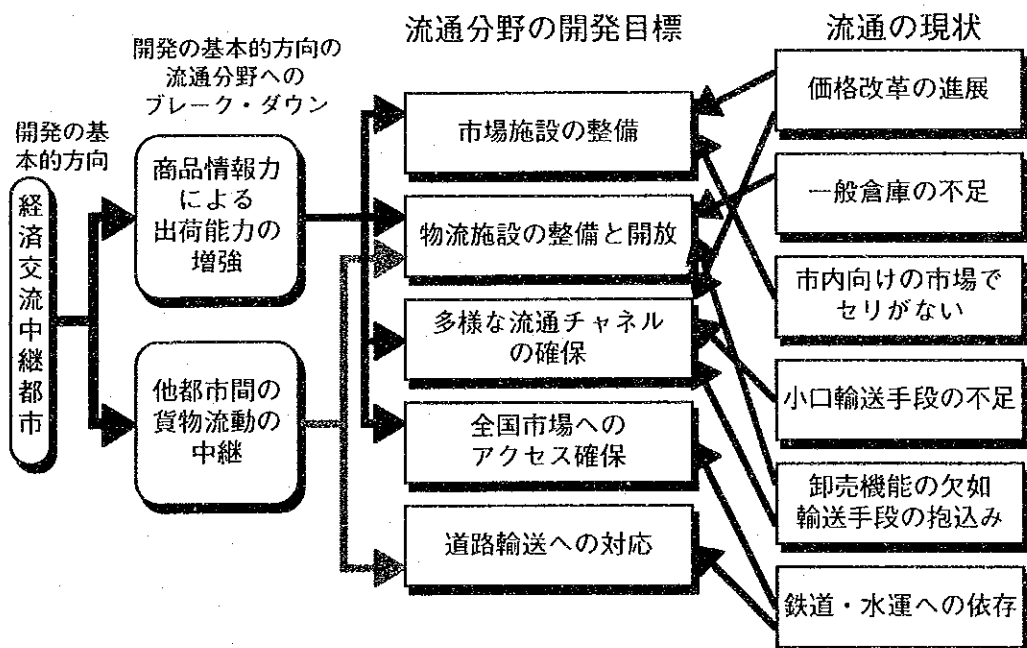 開発の基
本的方向
経済交流中継都市
開発の基本的方向の
流通分野への
ブレーク・ダウン
商品情報力
による
出荷能力の
増強
他都市間の
貨物流動の
中継
流通分野の開発目標
市場施設の整備
物流施設の整備と開放
多様な流通チャネル
の確保
全国市場への
アクセス確保
道路輸送への対応
流通の現状
価格改革の進展
一般倉庫の不足
市内向けの市場で
セリがない
小口輸送手段の不足
卸売機能の欠如
輸送手段の抱込み
鉄道・水運への依存